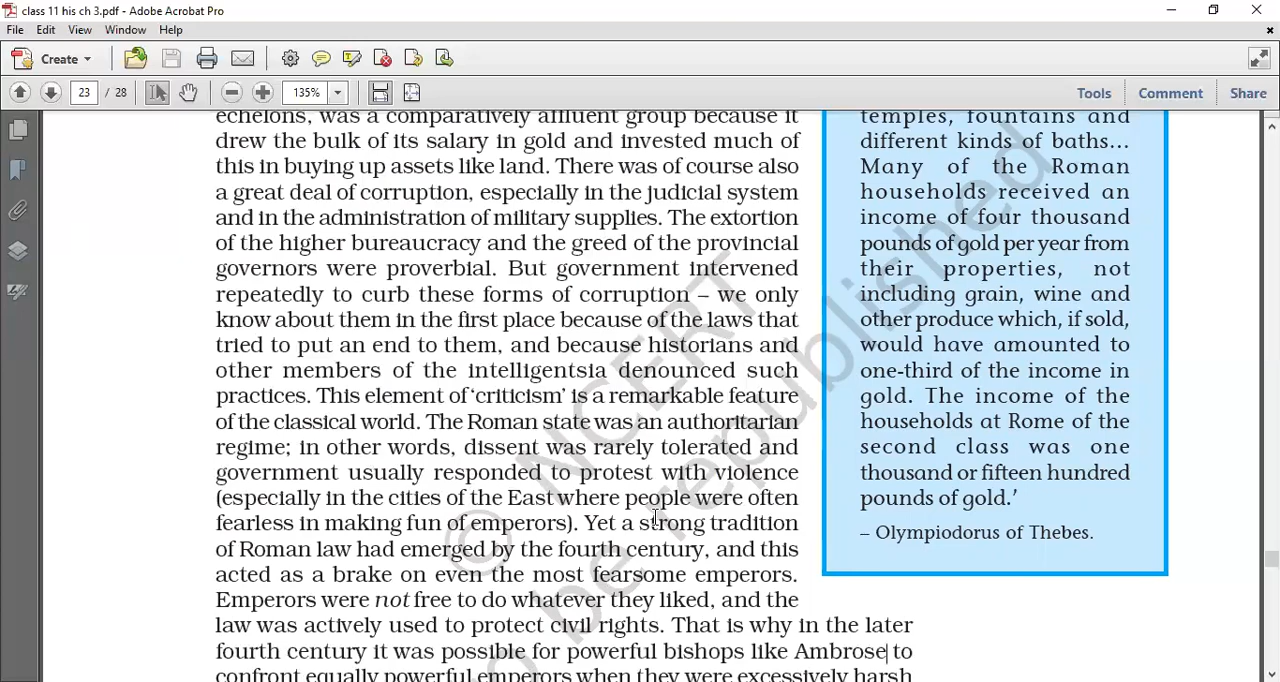 class 11 his ch 3.pdf - Adobe Acrobat Pro
File Edit View Window Help
Create
23 / 28 135% Tools Comment Share
echelons, was a comparatively affluent group because it
drew the bulk of its salary in gold and invested much of
this in buying up assets like land. There was of course also
a great deal of corruption, especially in the judicial system
and in the administration of military supplies. The extortion
of the higher bureaucracy and the greed of the provincial
governors were proverbial. But government intervened
repeatedly to curb these forms of corruption – we only
know about them in the first place because of the laws that
tried to put an end to them, and because historians and
other members of the intelligentsia denounced such
practices. This element of ‘criticism’ is a remarkable feature
of the classical world. The Roman state was an authoritarian
regime; in other words, dissent was rarely tolerated and
government usually responded to protest with violence
(especially in the cities of the East where people were often
fearless in making fun of emperors). Yet a strong tradition
of Roman law had emerged by the fourth century, and this
acted as a brake on even the most fearsome emperors.
Emperors were not free to do whatever they liked, and the
law was actively used to protect civil rights. That is why in the later
fourth century it was possible for powerful bishops like Ambrose to
confront equally powerful emperors when they were excessively harsh
temples, fountains and
different kinds of baths…
Many of the Roman
households received an
income of four thousand
pounds of gold per year from
their properties, not
including grain, wine and
other produce which, if sold,
would have amounted to
one-third of the income in
gold. The income of the
households at Rome of the
second class was one
thousand or fifteen hundred
pounds of gold.’
– Olympiodorus of Thebes.
© NCERT
be republished